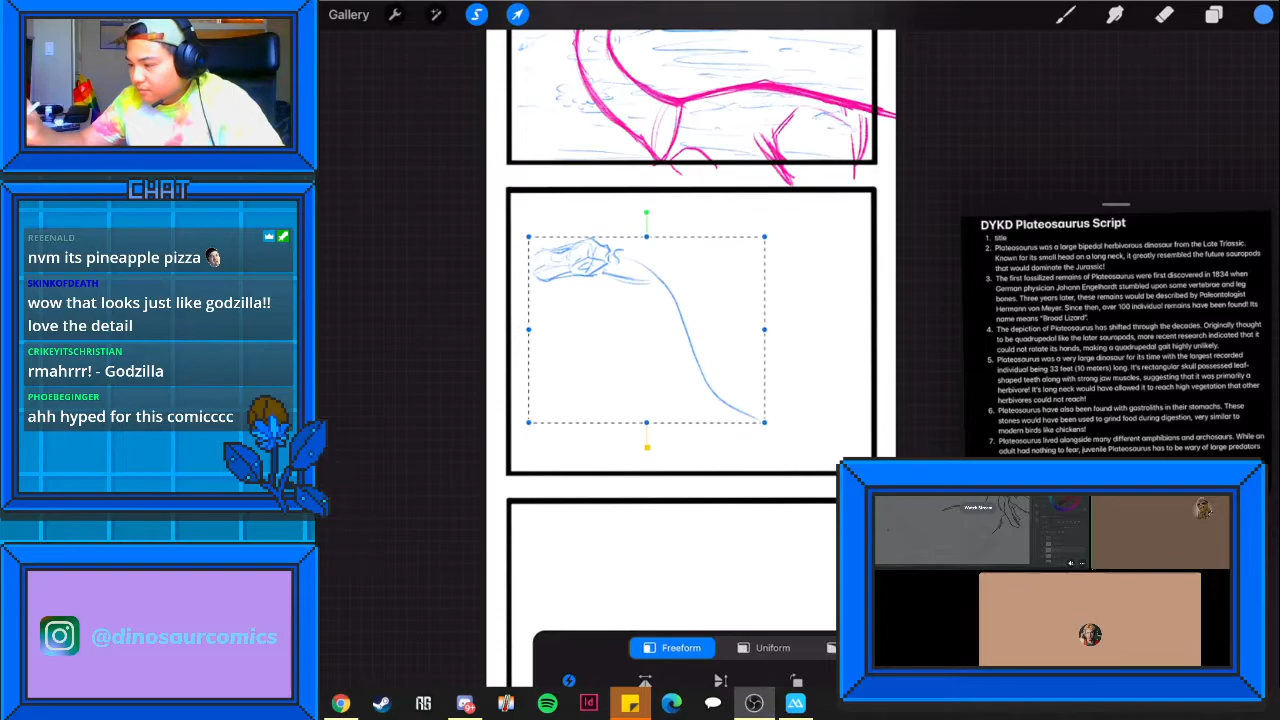 Gallery
CHAT
REEENALD
nvm its pineapple pizza
SKINKOFDEATH
wow that looks just like godzilla!!
love the detail
CRIKEYITSCHRISTIAN
rmahrrr! - Godzilla
PHOEBEGINGER
ahh hyped for this comicccc
@dinosaurcomics
DYKD Plateosaurus Script
1. title
2. Plateosaurus was a large bipedal herbivorous dinosaur from the Late Triassic.
Known for its small head on a long neck, it greatly resembled the future sauropods
that would dominate the Jurassic!
3. The first fossilized remains of Plateosaurus were first discovered in 1834 when
German physician Johann Engelhardt stumbled upon some vertebrae and leg
bones. Three years later, these remains would be described by Paleontologist
Hermann von Meyer. Since then, over 100 individual remains have been found! Its
name means "Broad Lizard".
4. The depiction of Plateosaurus has shifted through the decades. Originally thought
to be quadrupedal like the later sauropods, more recent research indicated that it
could not rotate its hands, making a quadrupedal gait highly unlikely.
5. Plateosaurus was a very large dinosaur for its time with the largest recorded
individual being 33 feet (10 meters) long. It's rectangular skull possessed leaf-
shaped teeth along with strong jaw muscles, suggesting that it was primarily a
herbivore! It's long neck would have allowed it to reach high vegetation that other
herbivores could not reach!
6. Plateosaurus have also been found with gastroliths in their stomachs. These
stones would have been used to grind food during digestion, very similar to
modern birds like chickens!
7. Plateosaurus lived alongside many different amphibians and archosaurs. While an
adult had nothing to fear, juvenile Plateosaurus has to be wary of large predators
Watch Stream
Freeform
Uniform